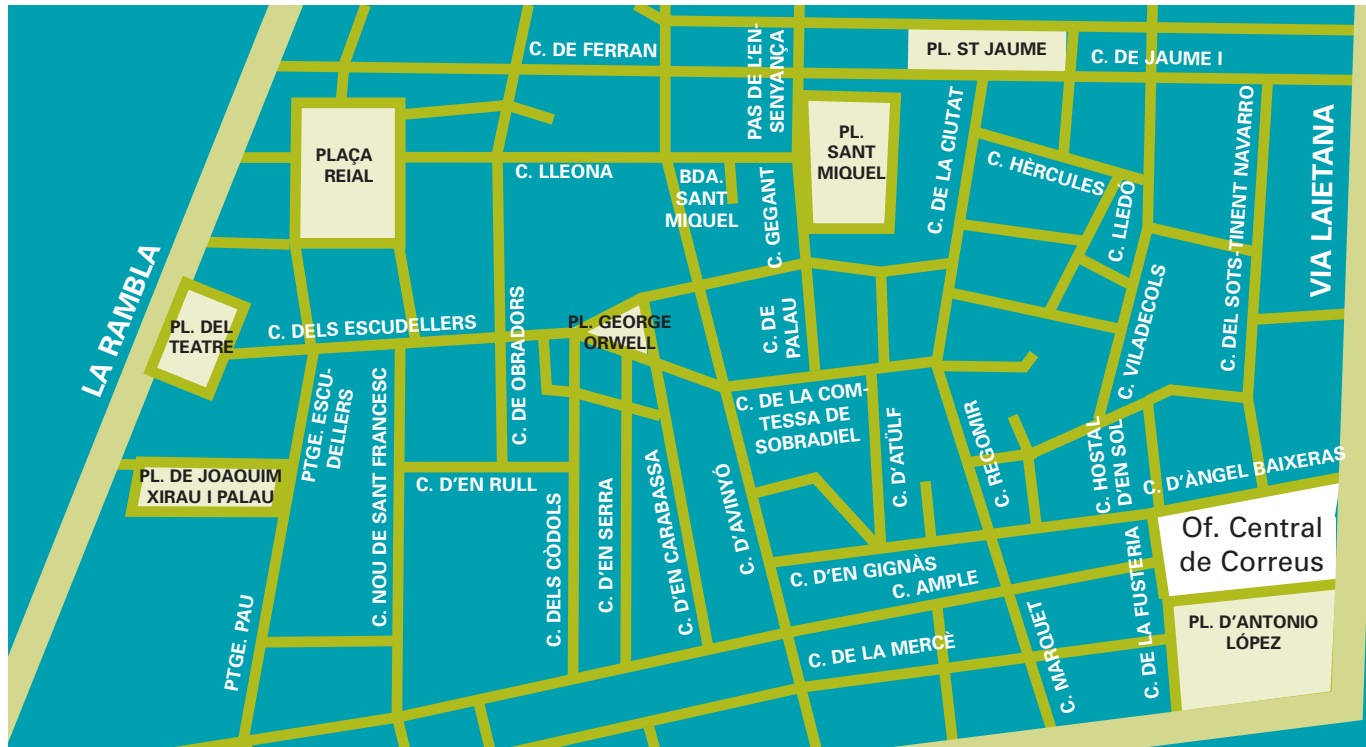 C. DE FERRAN
PAS DE L'EN-
SENYANÇA
PL. ST JAUME
C. DE JAUME I
PLAÇA
REIAL
C. LLEONA
BDA.
SANT
MIQUEL
C. GEGANT
PL.
SANT
MIQUEL
C. DE LA CIUTAT
C. HÈRCULES
C. LLEDÓ
C. DEL SOTS-TINENT NAVARRO
VIA LAIETANA
LA RAMBLA
PL. DEL
TEATRE
C. DELS ESCUDELLERS
C. DE OBRADORS
PL. GEORGE
ORWELL
C. DE
PALAU
C. VILADECOLS
PTGE. ESCU-
DELLERS
C. NOU DE SANT FRANCESC
C. DE LA COM-
TESSA DE
SOBRADIEL
C. D'ATÜLF
C. REGOMIR
C. HOSTAL
D'EN SOL
C. D'ÀNGEL BAIXERAS
PL. DE JOAQUIM
XIRAU I PALAU
C. D'EN RULL
C. DELS CÒDOLS
C. D'EN SERRA
C. D'EN CARABASSA
C. D'AVINYÓ
Of. Central
de Correus
C. D'EN GIGNÀS
C. AMPLE
C. DE LA MERCÈ
C. MARQUET
C. DE LA FUSTERIA
PL. D'ANTONIO
LÓPEZ
PTGE. PAU